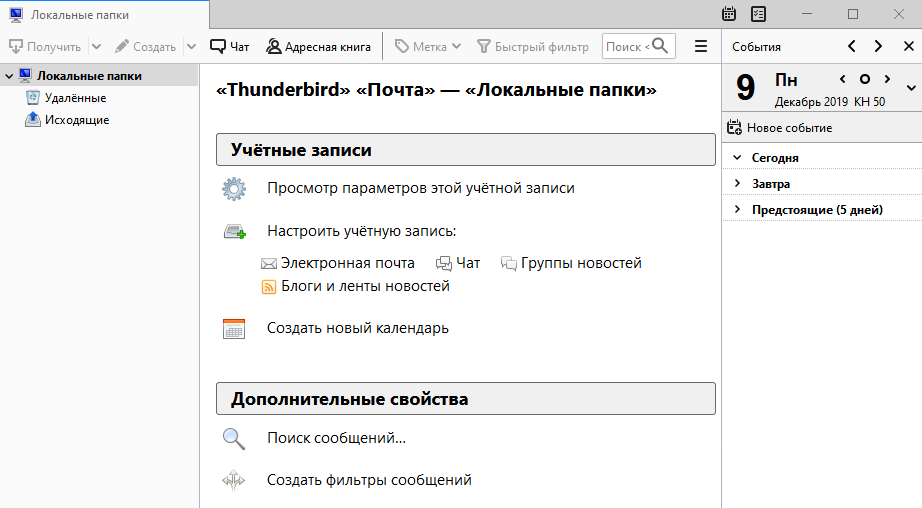 Локальные папки
Получить Создать Чат Адресная книга Метка Быстрый фильтр Поиск <
Локальные папки
Удалённые
Исходящие
«Thunderbird» «Почта» — «Локальные папки»
Учётные записи
Просмотр параметров этой учётной записи
Настроить учётную запись:
Электронная почта Чат Группы новостей
Блоги и ленты новостей
Создать новый календарь
Дополнительные свойства
Поиск сообщений...
Создать фильтры сообщений
События
9 Пн
Декабрь 2019 КН 50
Новое событие
Сегодня
Завтра
Предстоящие (5 дней)